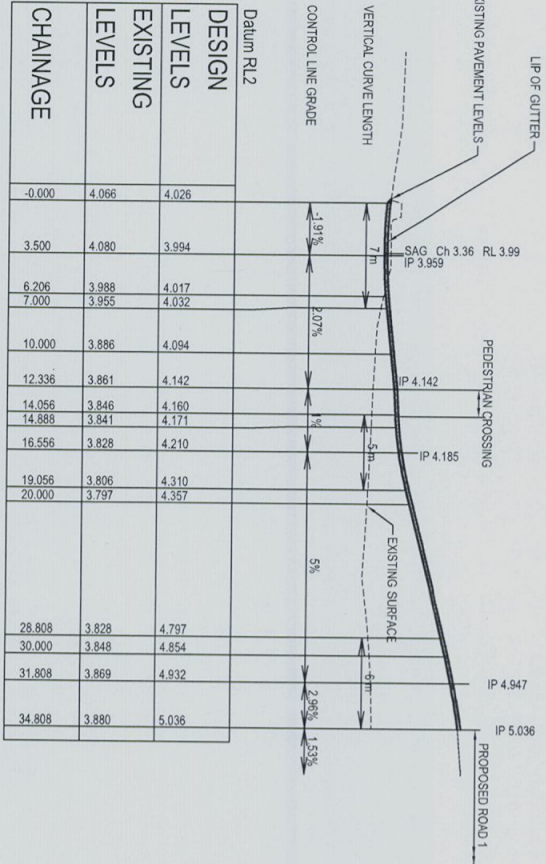 LIP OF GUTTER
XISTING PAVEMENT LEVELS
SAG Ch 3.36 RL 3.99
IP 3.959
PEDESTRIAN CROSSING
IP 4.142
IP 4.185
IP 4.947
IP 5.036
PROPOSED ROAD 1
EXISTING SURFACE
VERTICAL CURVE LENGTH
7 m
5 m
6 m
CONTROL LINE GRADE
-1.91%
2.07%
1%
5%
2.96%
1.53%
Datum RL2
DESIGN
LEVELS
4.026
3.994
4.017
4.032
4.094
4.142
4.160
4.171
4.210
4.310
4.357
4.797
4.854
4.932
5.036
EXISTING
LEVELS
4.066
4.080
3.988
3.955
3.886
3.861
3.846
3.841
3.828
3.806
3.797
3.828
3.848
3.869
3.880
CHAINAGE
-0.000
3.500
6.206
7.000
10.000
12.336
14.056
14.888
16.556
19.056
20.000
28.808
30.000
31.808
34.808